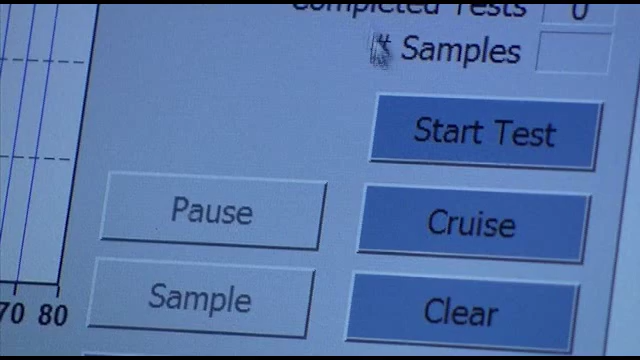 Completed Tests 0
# Samples
Start Test
Pause Cruise
Sample Clear
70 80